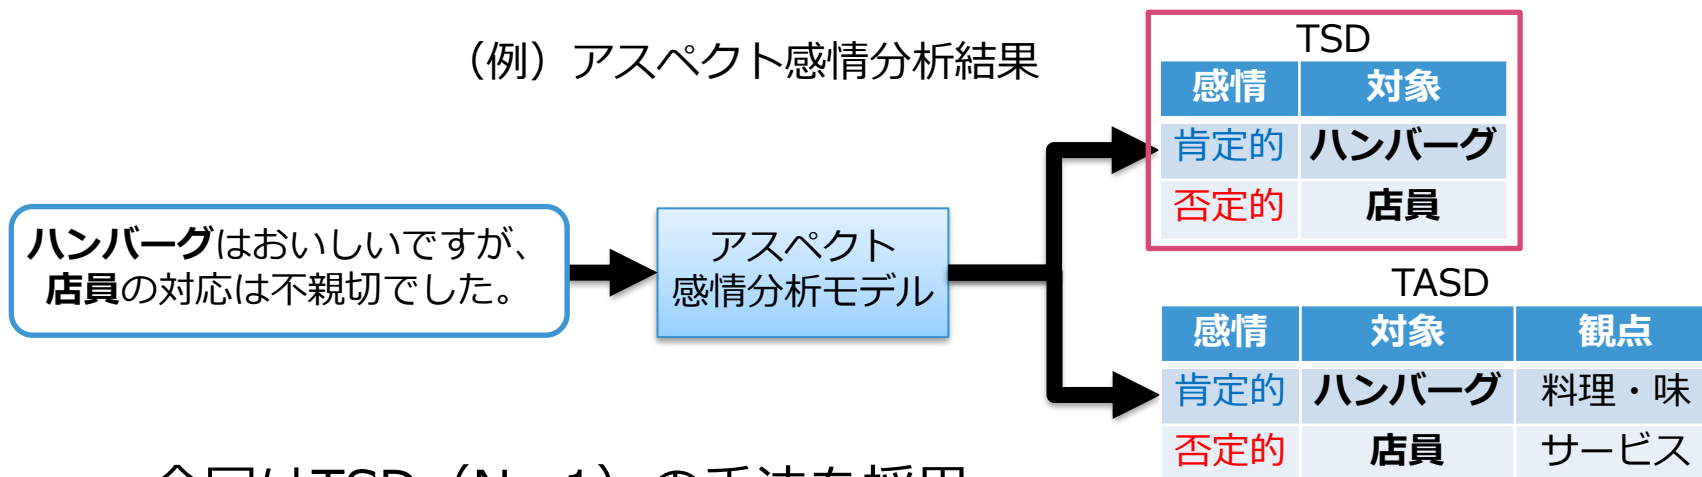 （例）アスペクト感情分析結果
TSD
感情 対象
肯定的 ハンバーグ
否定的 店員
ハンバーグはおいしいですが、
店員の対応は不親切でした。
アスペクト
感情分析モデル
TASD
感情 対象 観点
肯定的 ハンバーグ 料理・味
否定的 店員 サービス